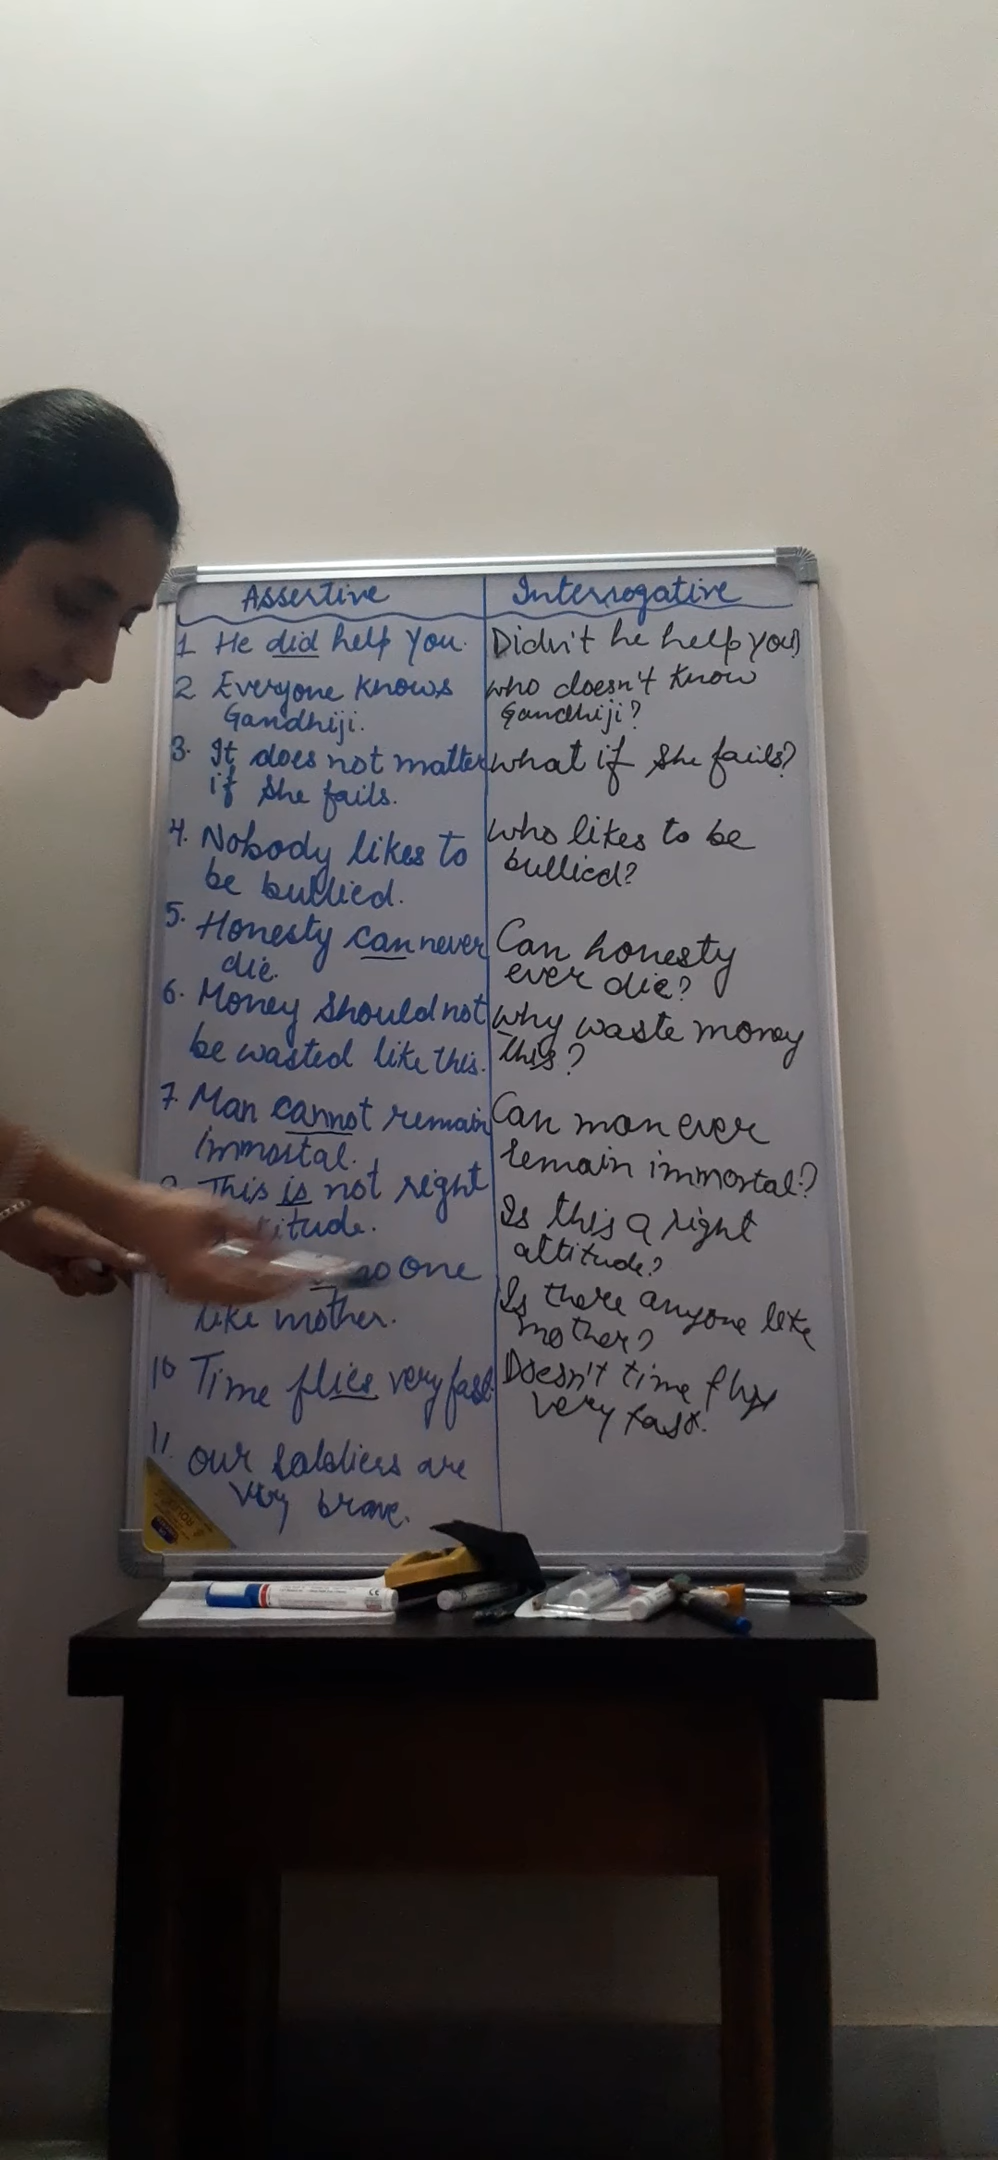 Assertive
Interrogative
1 He did help you.
Didn't he help you?
2 Everyone knows
Gandhiji.
who doesn't know
Gandhiji?
3. It does not matter
if she fails.
what if she fails?
4. Nobody likes to
be bullied.
Who likes to be
bullied?
5. Honesty can never
die.
Can honesty
ever die?
6. Money should not
be wasted like this.
why waste money
this?
7. Man cannot remain
immortal.
Can man ever
remain immortal?
This is not right
titude.
Is this a right
attitude?
no one
like mother.
Is there anyone like
mother?
10 Time flies very fast.
Doesn't time fly
very fast.
11. Our soldiers are
very brave.